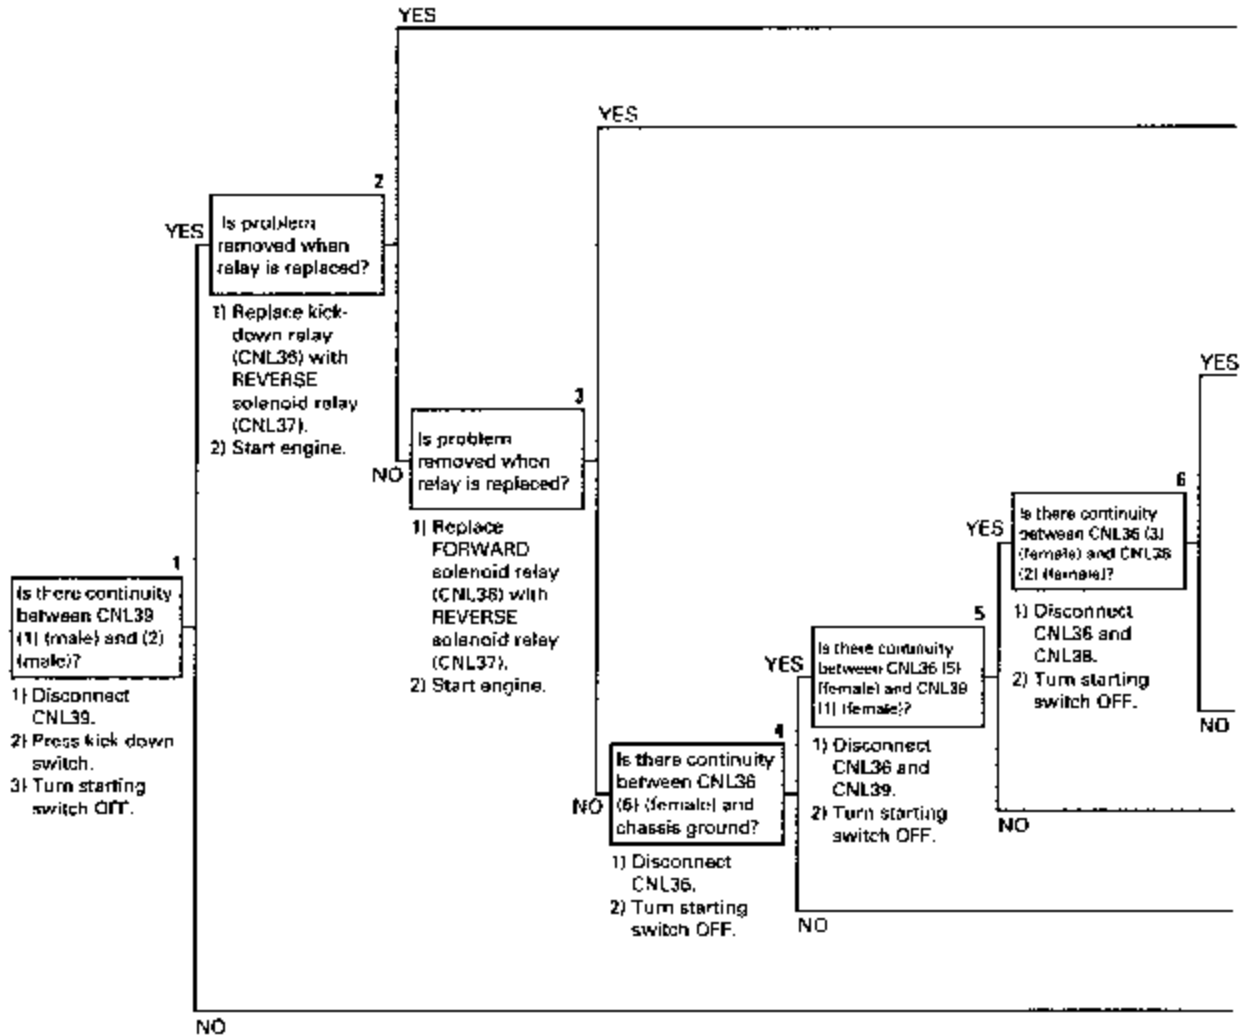 YES
YES
2
Is problem
removed when
relay is replaced?
YES
1) Replace kick-
down relay
(CNL36) with
REVERSE
solenoid relay
(CNL37).
2) Start engine.
NO
3
Is problem
removed when
relay is replaced?
1) Replace
FORWARD
solenoid relay
(CNL38) with
REVERSE
solenoid relay
(CNL37).
2) Start engine.
1
Is there continuity
between CNL39
(1) (male) and (2)
(male)?
1) Disconnect
CNL39.
2) Press kick down
switch.
3) Turn starting
switch OFF.
NO
4
Is there continuity
between CNL36
(6) (female) and
chassis ground?
1) Disconnect
CNL36.
2) Turn starting
switch OFF.
YES
5
Is there continuity
between CNL36 (5)
(female) and CNL39
(1) (female)?
1) Disconnect
CNL36 and
CNL39.
2) Turn starting
switch OFF.
YES
6
Is there continuity
between CNL36 (3)
(female) and CNL38
(2) (female)?
1) Disconnect
CNL36 and
CNL38.
2) Turn starting
switch OFF.
YES
NO
NO
NO
NO